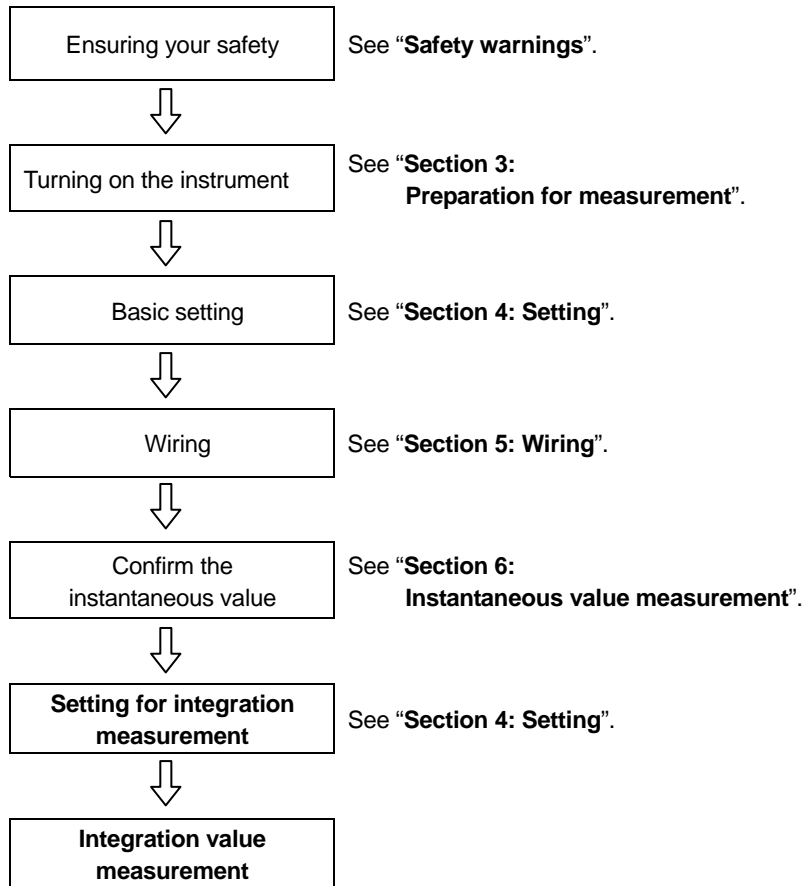 Ensuring your safety
See “Safety warnings”.
Turning on the instrument
See “Section 3:
Preparation for measurement”.
Basic setting
See “Section 4: Setting”.
Wiring
See “Section 5: Wiring”.
Confirm the
instantaneous value
See “Section 6:
Instantaneous value measurement”.
Setting for integration
measurement
See “Section 4: Setting”.
Integration value
measurement